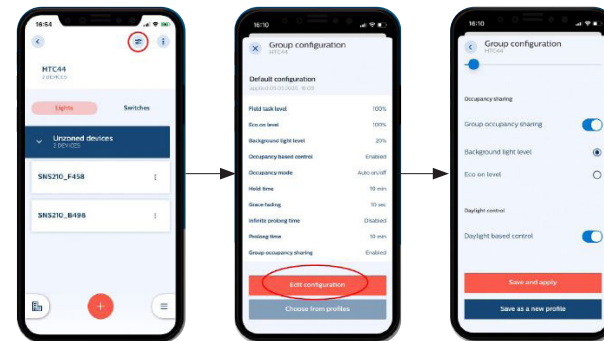 16:54
HTC44
2 DEVICES
Lights
Switches
Unzoned devices
2 DEVICES
SNS210_F458
SNS210_B498
16:10
Group configuration
HTC44
Default configuration
Field task level 100%
Eco on level 100%
Background light level 20%
Occupancy based control Enabled
Occupancy mode Auto on/off
Hold time 10 min
Grace fading 10 sec
Infinite prolong time Disabled
Prolong time 10 min
Group occupancy sharing Enabled
Edit configuration
Choose from profiles
16:10
Group configuration
HTC44
Occupancy sharing
Group occupancy sharing
Background light level
Eco on level
Daylight control
Daylight based control
Save and apply
Save as a new profile